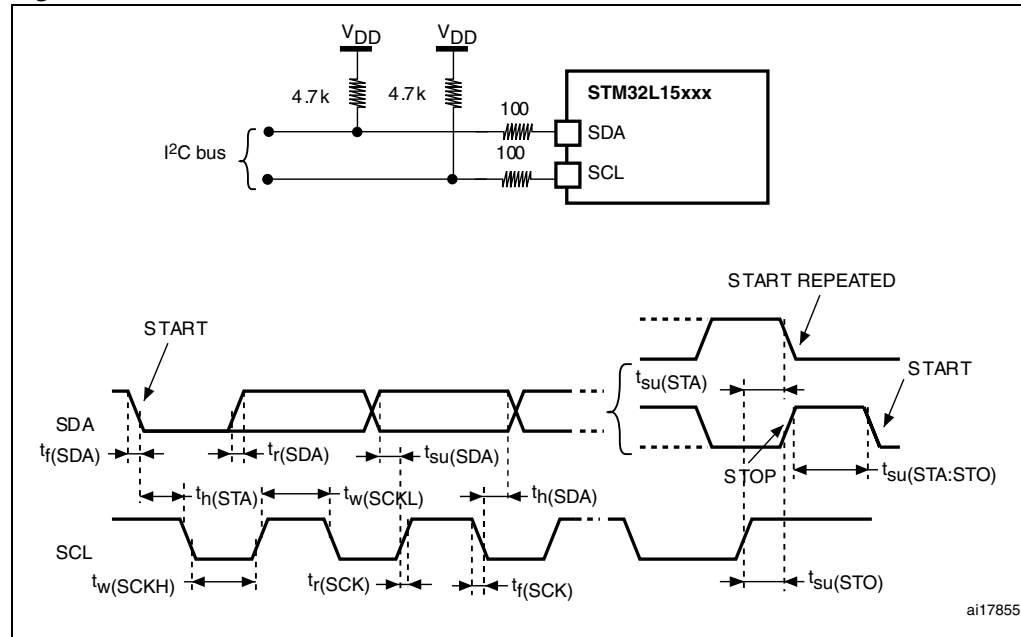 VDD VDD
4.7k 4.7k
STM32L15xxx
100
SDA
I²C bus
100
SCL
START REPEATED
START
tsu(STA)
START
SDA
tf(SDA) tr(SDA) tsu(SDA)
STOP
tsu(STA:STO)
th(STA) tw(SCKL) th(SDA)
SCL
tw(SCKH) tr(SCK) tf(SCK) tsu(STO)
ai17855